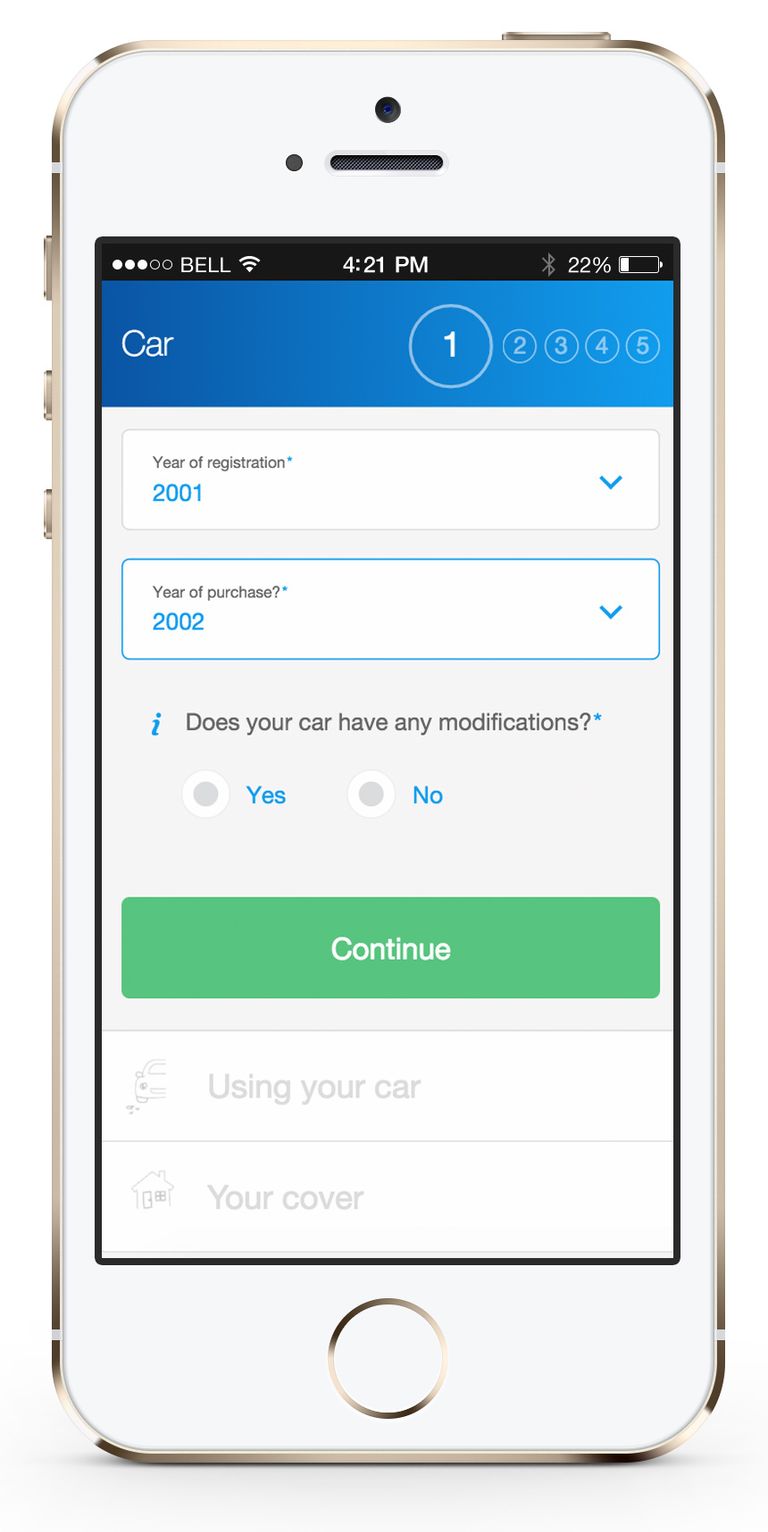 BELL 4:21 PM 22%
Car 1 2 3 4 5
Year of registration*
2001
Year of purchase?*
2002
i Does your car have any modifications?*
Yes No
Continue
Using your car
Your cover